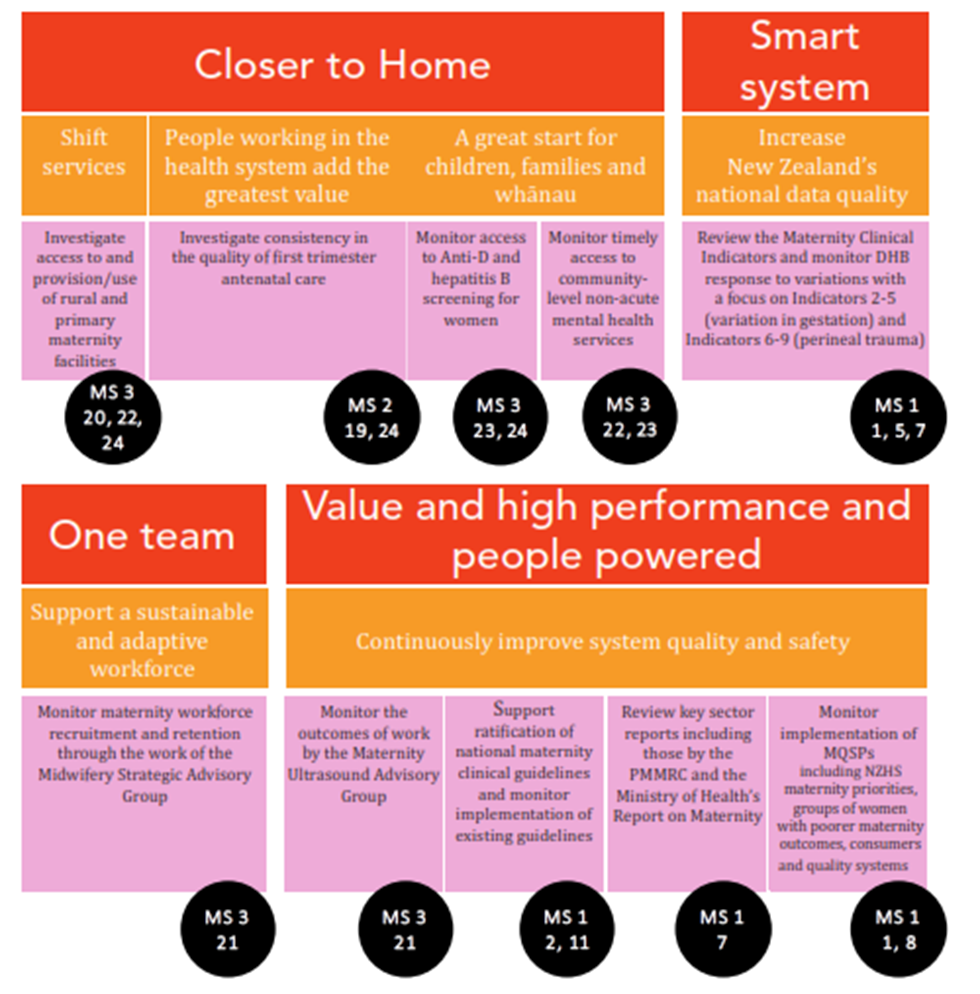 Closer to Home
Smart
system
Shift
services
People working in the
health system add the
greatest value
A great start for
children, families and
whānau
Increase
New Zealand's
national data quality
Investigate
access to and
provision/use
of rural and
primary
maternity
facilities
Investigate consistency in
the quality of first trimester
antenatal care
Monitor access
to Anti-D and
hepatitis B
screening for
women
Monitor timely
access to
community-
level non-acute
mental health
services
Review the Maternity Clinical
Indicators and monitor DHB
response to variations with
a focus on Indicators 2-5
(variation in gestation) and
Indicators 6-9 (perineal trauma)
MS 3
20, 22,
24
MS 2
19, 24
MS 3
23, 24
MS 3
22, 23
MS 1
1, 5, 7
One team
Value and high performance and
people powered
Support a sustainable
and adaptive
workforce
Continuously improve system quality and safety
Monitor maternity workforce
recruitment and retention
through the work of the
Midwifery Strategic Advisory
Group
Monitor the
outcomes of work
by the Maternity
Ultrasound Advisory
Group
Support
ratification of
national maternity
clinical guidelines
and monitor
implementation of
existing guidelines
Review key sector
reports including
those by the
PMMRC and the
Ministry of Health's
Report on Maternity
Monitor
implementation of
MQSPs
including NZHS
maternity priorities,
groups of women
with poorer maternity
outcomes, consumers
and quality systems
MS 3
21
MS 3
21
MS 1
2, 11
MS 1
7
MS 1
1, 8